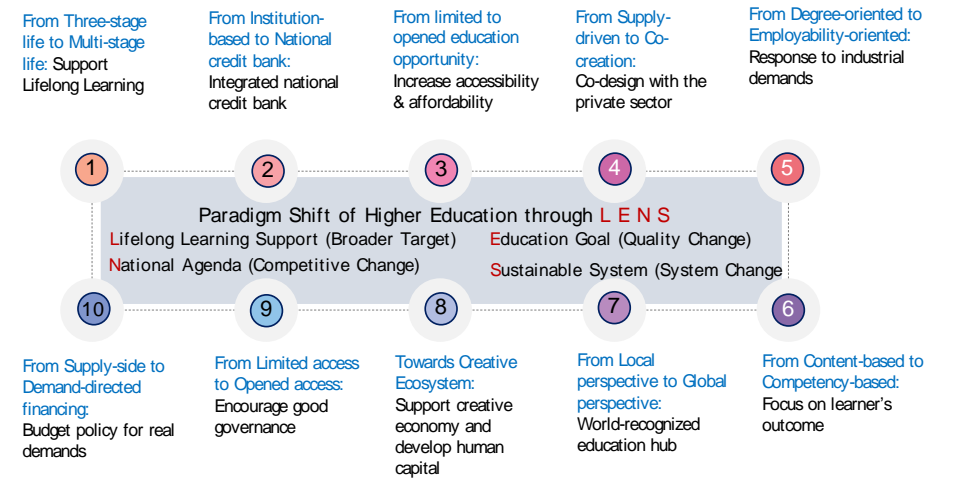 From Three-stage
life to Multi-stage
life: Support
Lifelong Learning
From Institution-
based to National
credit bank:
Integrated national
credit bank
From limited to
opened education
opportunity:
Increase accessibility
& affordability
From Supply-
driven to Co-
creation:
Co-design with the
private sector
From Degree-oriented to
Employability-oriented:
Response to industrial
demands
1
2
3
4
5
Paradigm Shift of Higher Education through L E N S
Lifelong Learning Support (Broader Target)
Education Goal (Quality Change)
National Agenda (Competitive Change)
Sustainable System (System Change
10
9
8
7
6
From Supply-side to
Demand-directed
financing:
Budget policy for real
demands
From Limited access
to Opened access:
Encourage good
governance
Towards Creative
Ecosystem:
Support creative
economy and
develop human
capital
From Local
perspective to Global
perspective:
World-recognized
education hub
From Content-based to
Competency-based:
Focus on learner's
outcome